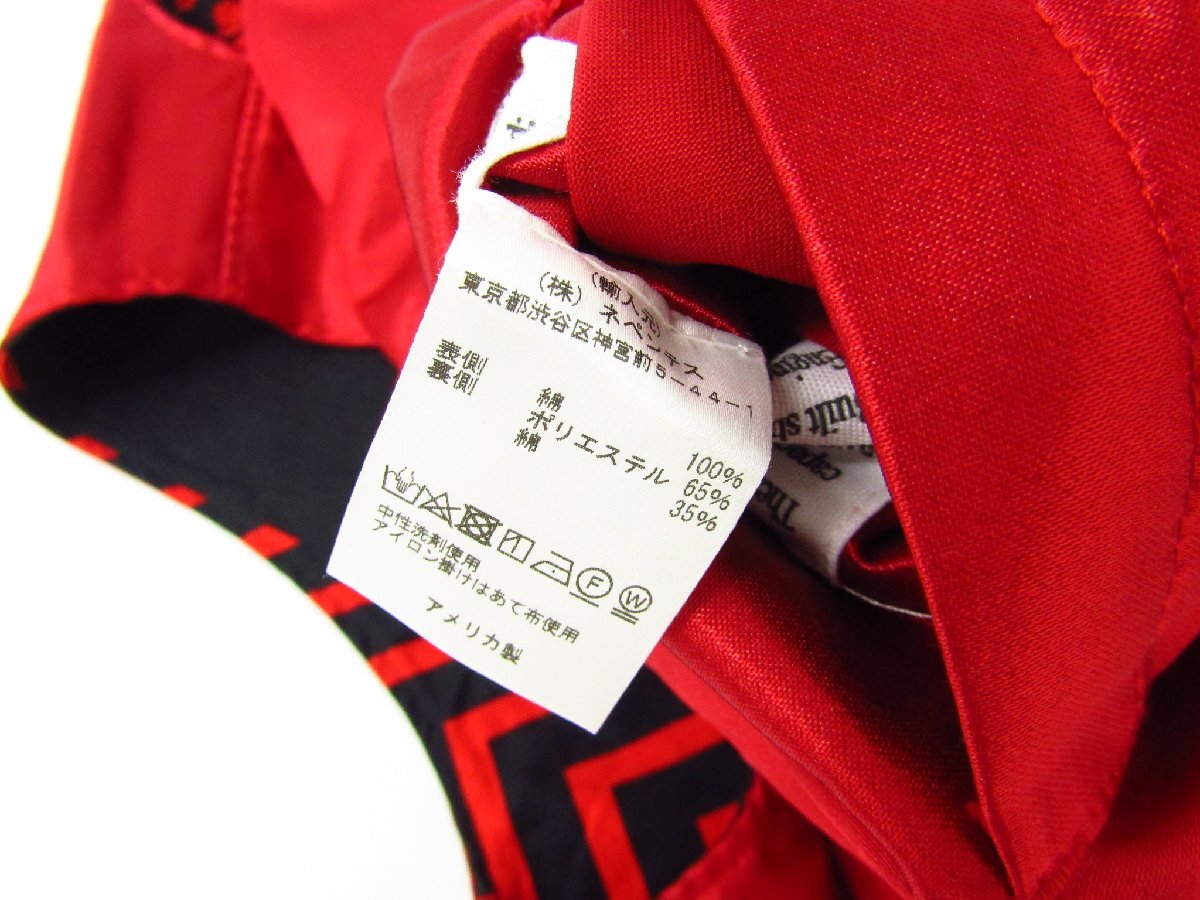 (輸入元)
(株) ネペンテス
東京都渋谷区神宮前5-44-1
表側 綿 100%
裏側 ポリエステル 65%
綿 35%
F W
中性洗剤使用
アイロン掛けはあて布使用
アメリカ製
Engin
Built
The